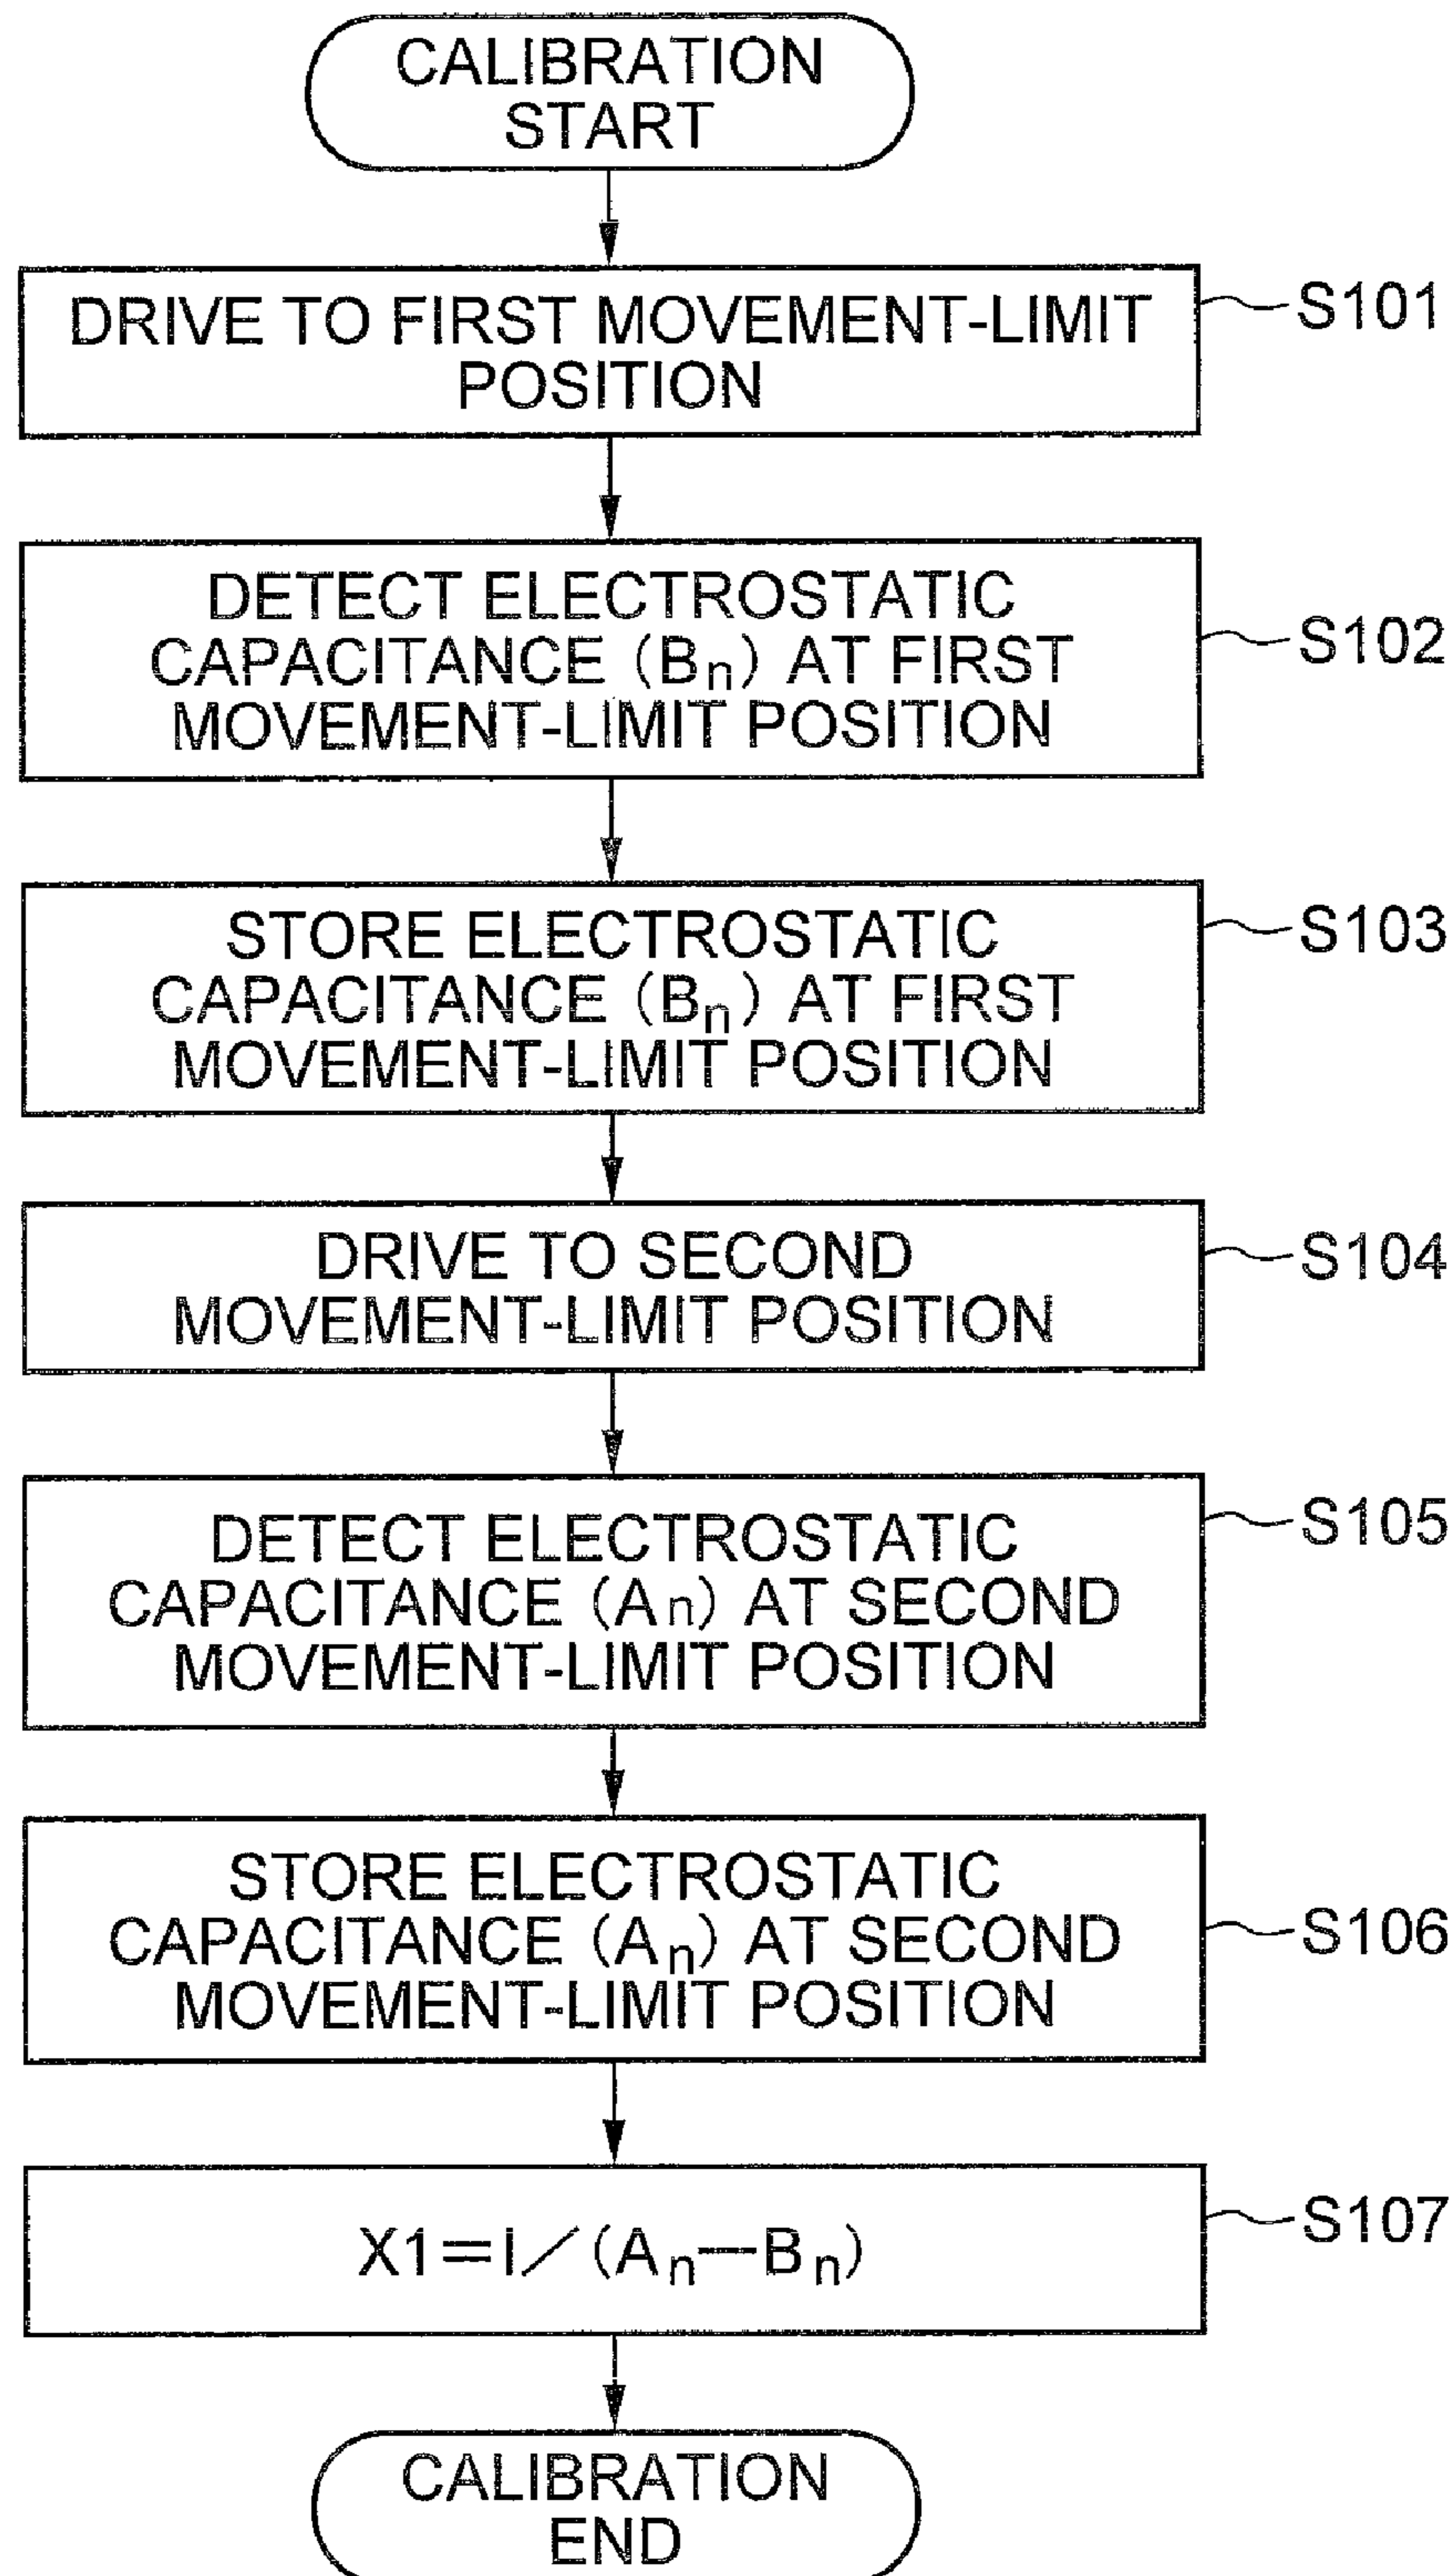 CALIBRATION
START
DRIVE TO FIRST MOVEMENT-LIMIT
POSITION
S101
DETECT ELECTROSTATIC
CAPACITANCE (Bn) AT FIRST
MOVEMENT-LIMIT POSITION
S102
STORE ELECTROSTATIC
CAPACITANCE (Bn) AT FIRST
MOVEMENT-LIMIT POSITION
S103
DRIVE TO SECOND
MOVEMENT-LIMIT POSITION
S104
DETECT ELECTROSTATIC
CAPACITANCE (An) AT SECOND
MOVEMENT-LIMIT POSITION
S105
STORE ELECTROSTATIC
CAPACITANCE (An) AT SECOND
MOVEMENT-LIMIT POSITION
S106
X1=I/(An—Bn)
S107
CALIBRATION
END